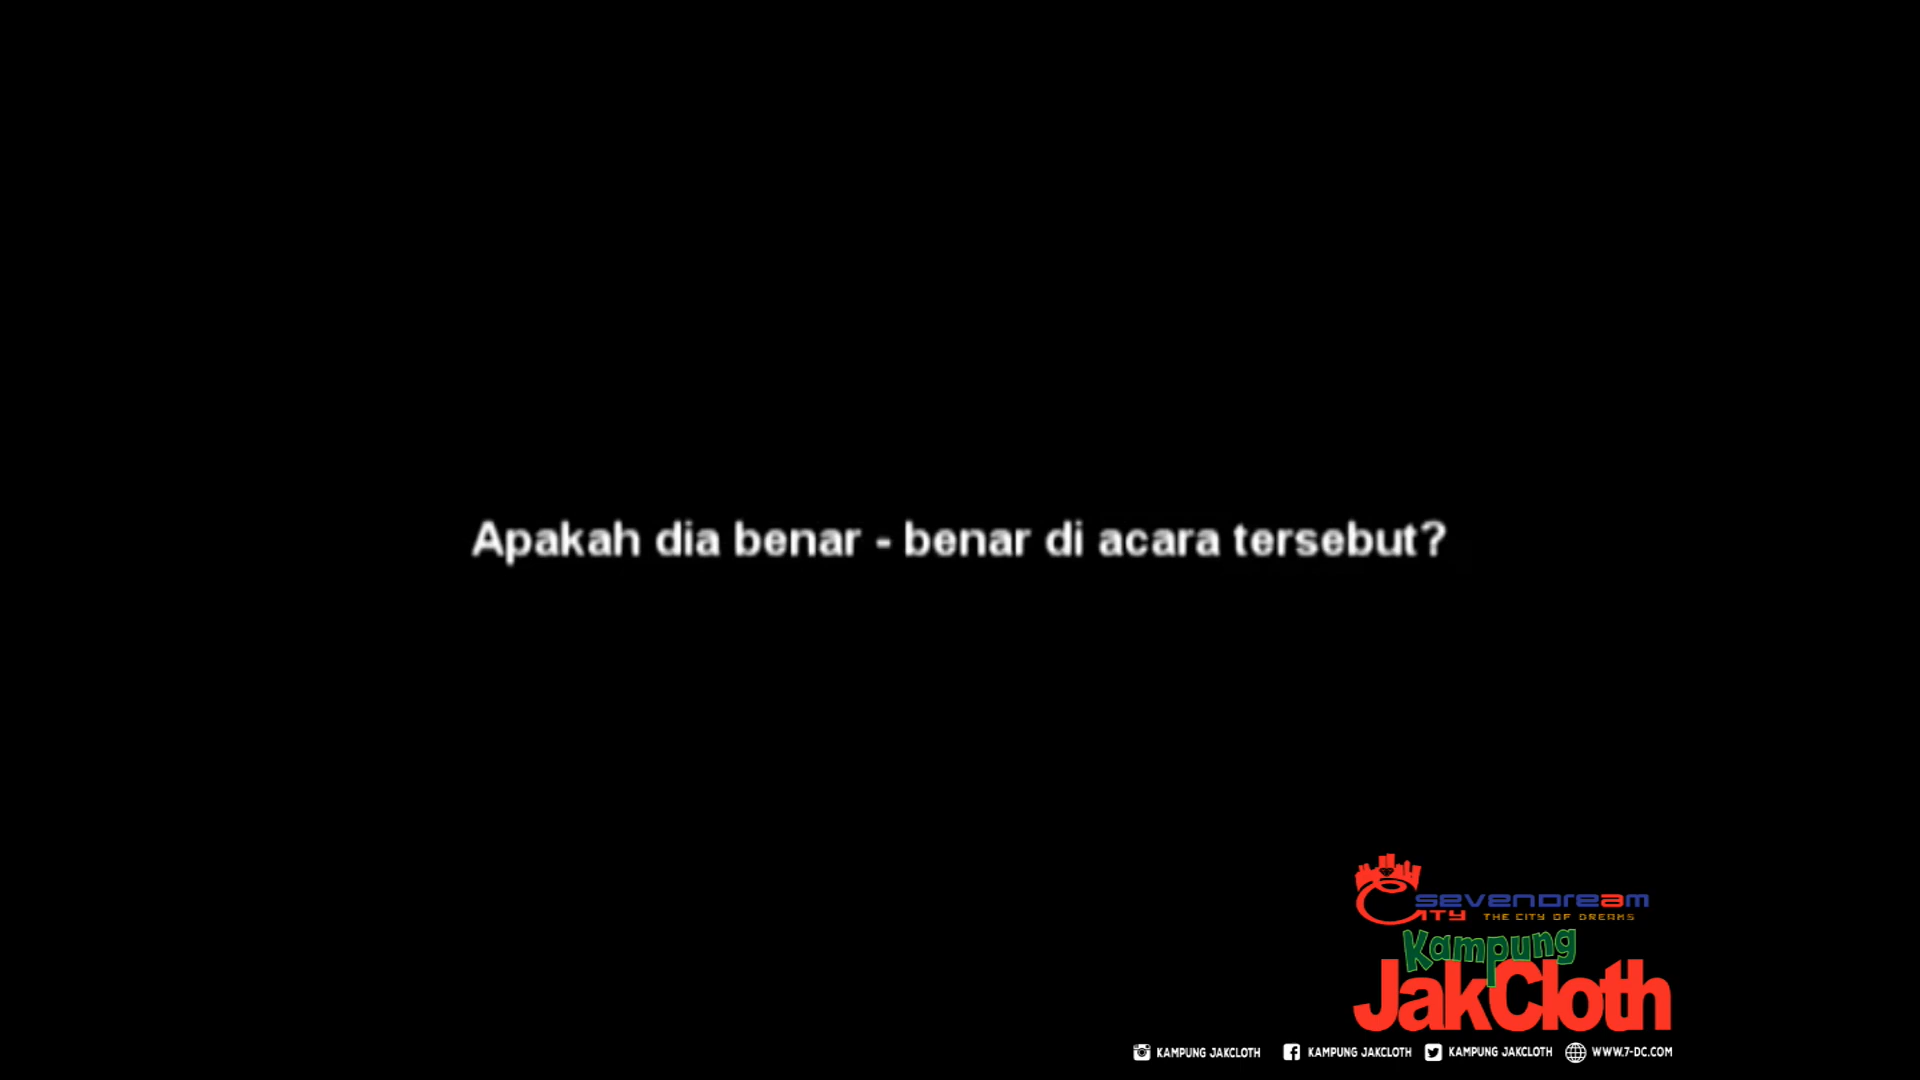 Apakah dia benar - benar di acara tersebut?
SEVENDREAM
CITY THE CITY OF DREAMS
Kampung
JakCloth
KAMPUNG JAKCLOTH KAMPUNG JAKCLOTH KAMPUNG JAKCLOTH WWW.7-DC.COM